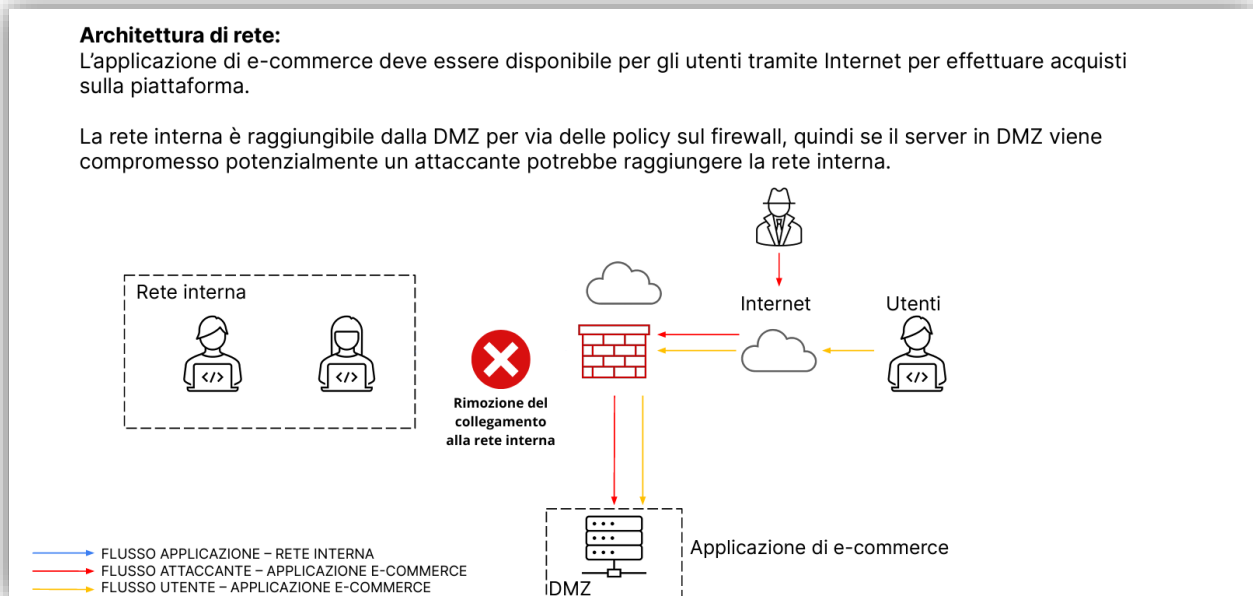 Architettura di rete:
L'applicazione di e-commerce deve essere disponibile per gli utenti tramite Internet per effettuare acquisti
sulla piattaforma.
La rete interna è raggiungibile dalla DMZ per via delle policy sul firewall, quindi se il server in DMZ viene
compromesso potenzialmente un attaccante potrebbe raggiungere la rete interna.
Rete interna
</>
</>
Rimozione del
collegamento
alla rete interna
Internet
Utenti
</>
Applicazione di e-commerce
DMZ
FLUSSO APPLICAZIONE – RETE INTERNA
FLUSSO ATTACCANTE – APPLICAZIONE E-COMMERCE
FLUSSO UTENTE – APPLICAZIONE E-COMMERCE